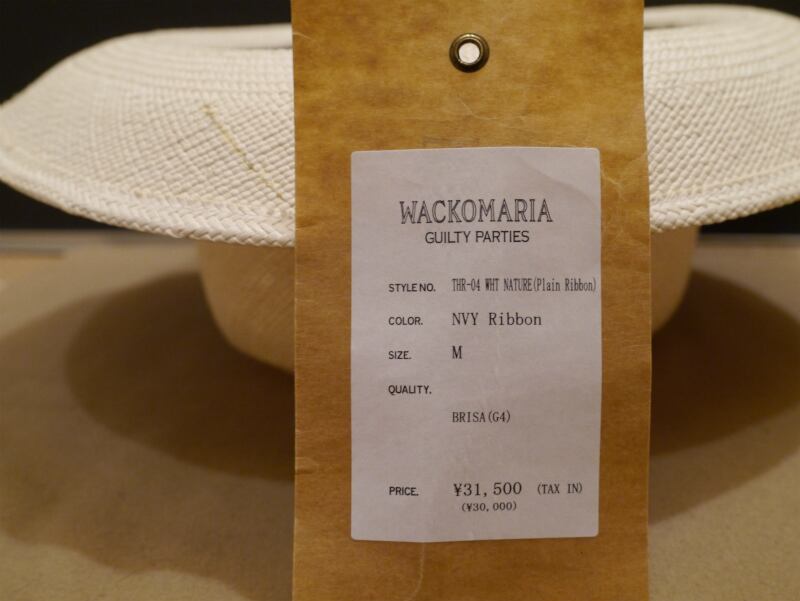 WACKOMARIA
GUILTY PARTIES
STYLE NO. THR-04 WHT NATURE(Plain Ribbon)
COLOR. NVY Ribbon
SIZE. M
QUALITY.
BRISA(G4)
PRICE. ¥31,500 (TAX IN)
(¥30,000)